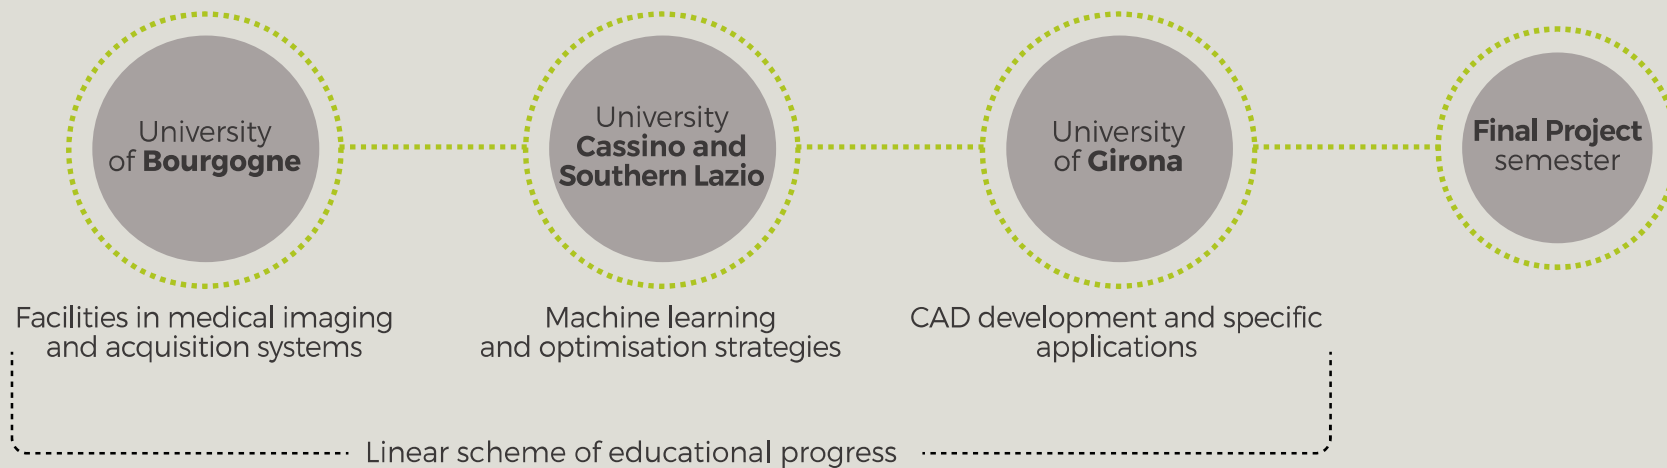 University
of Bourgogne
University
Cassino and
Southern Lazio
University
of Girona
Final Project
semester
Facilities in medical imaging
and acquisition systems
Machine learning
and optimisation strategies
CAD development and specific
applications
Linear scheme of educational progress